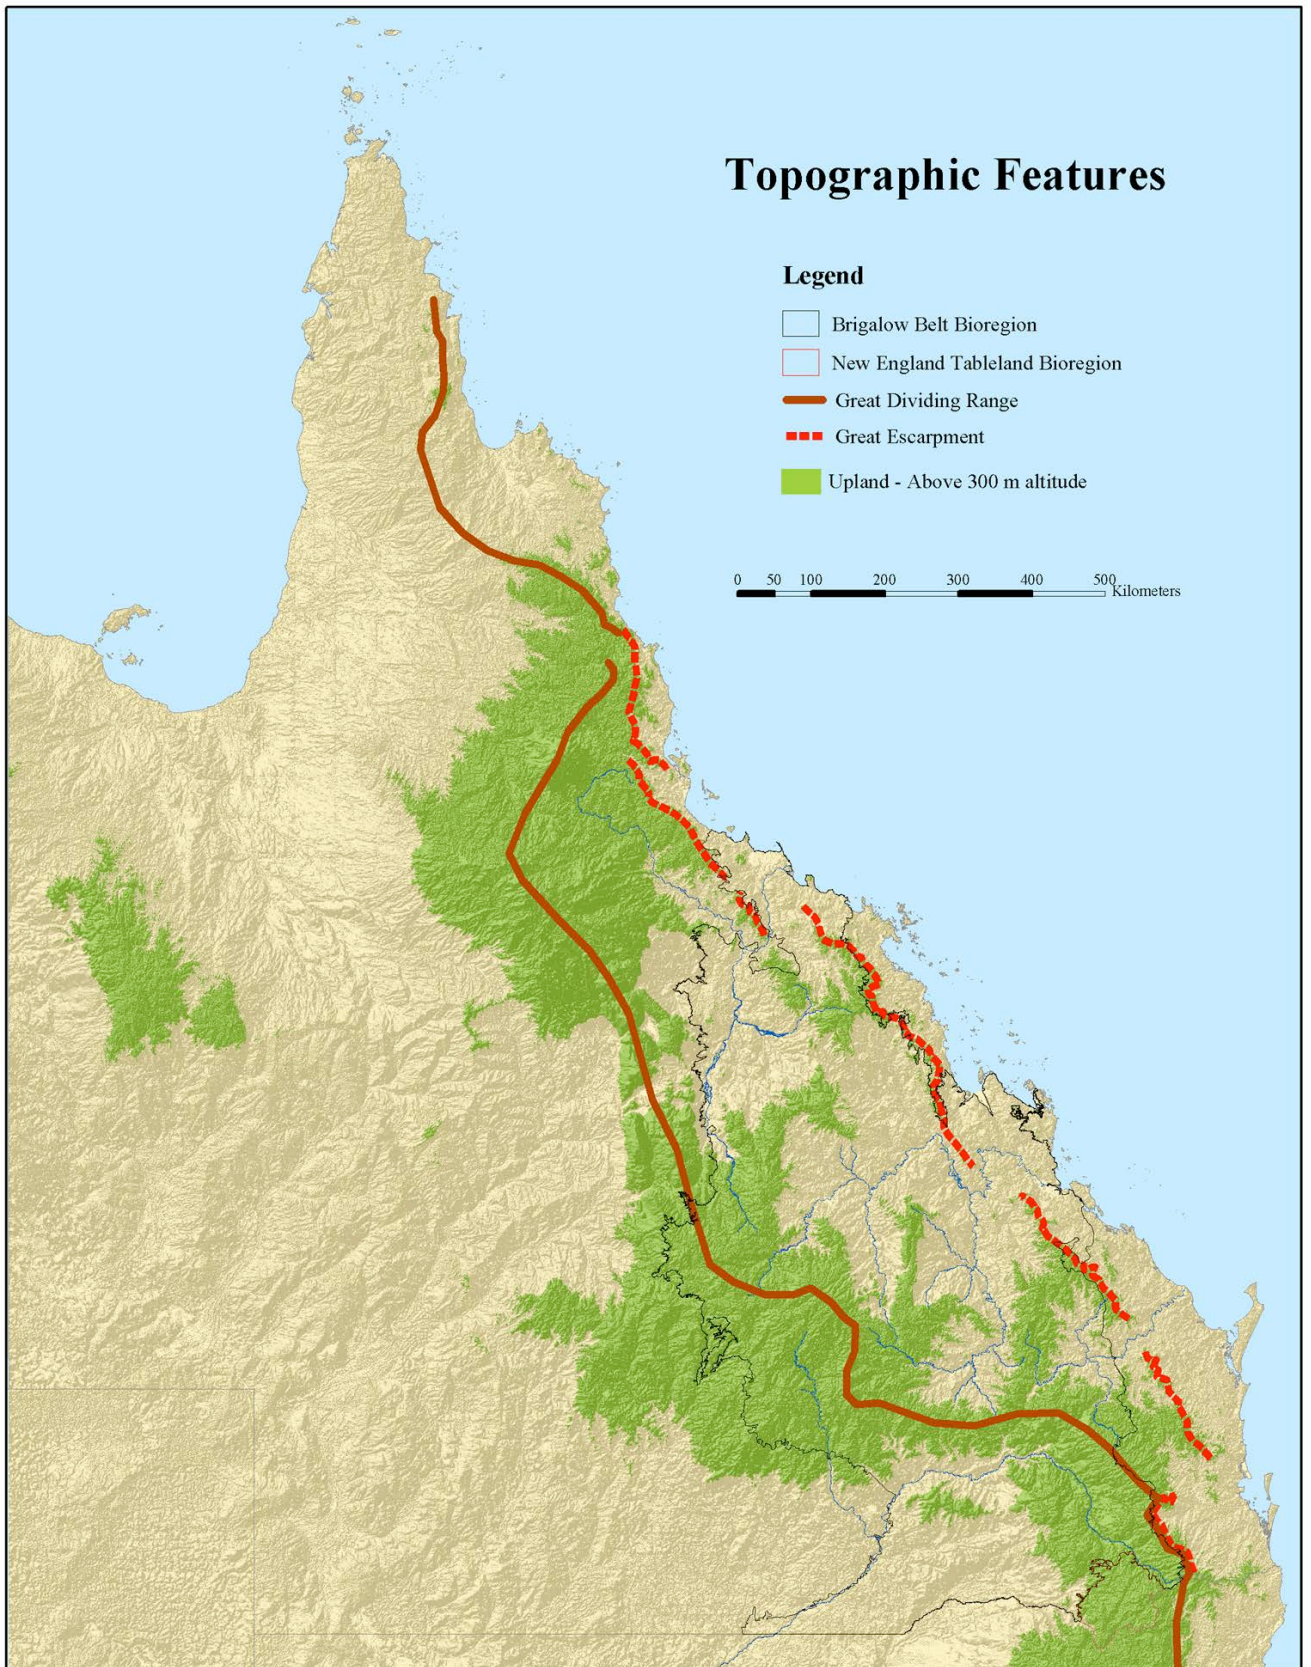 Topographic Features
Legend
Brigalow Belt Bioregion
New England Tableland Bioregion
Great Dividing Range
Great Escarpment
Upland - Above 300 m altitude
0 50 100 200 300 400 500
Kilometers